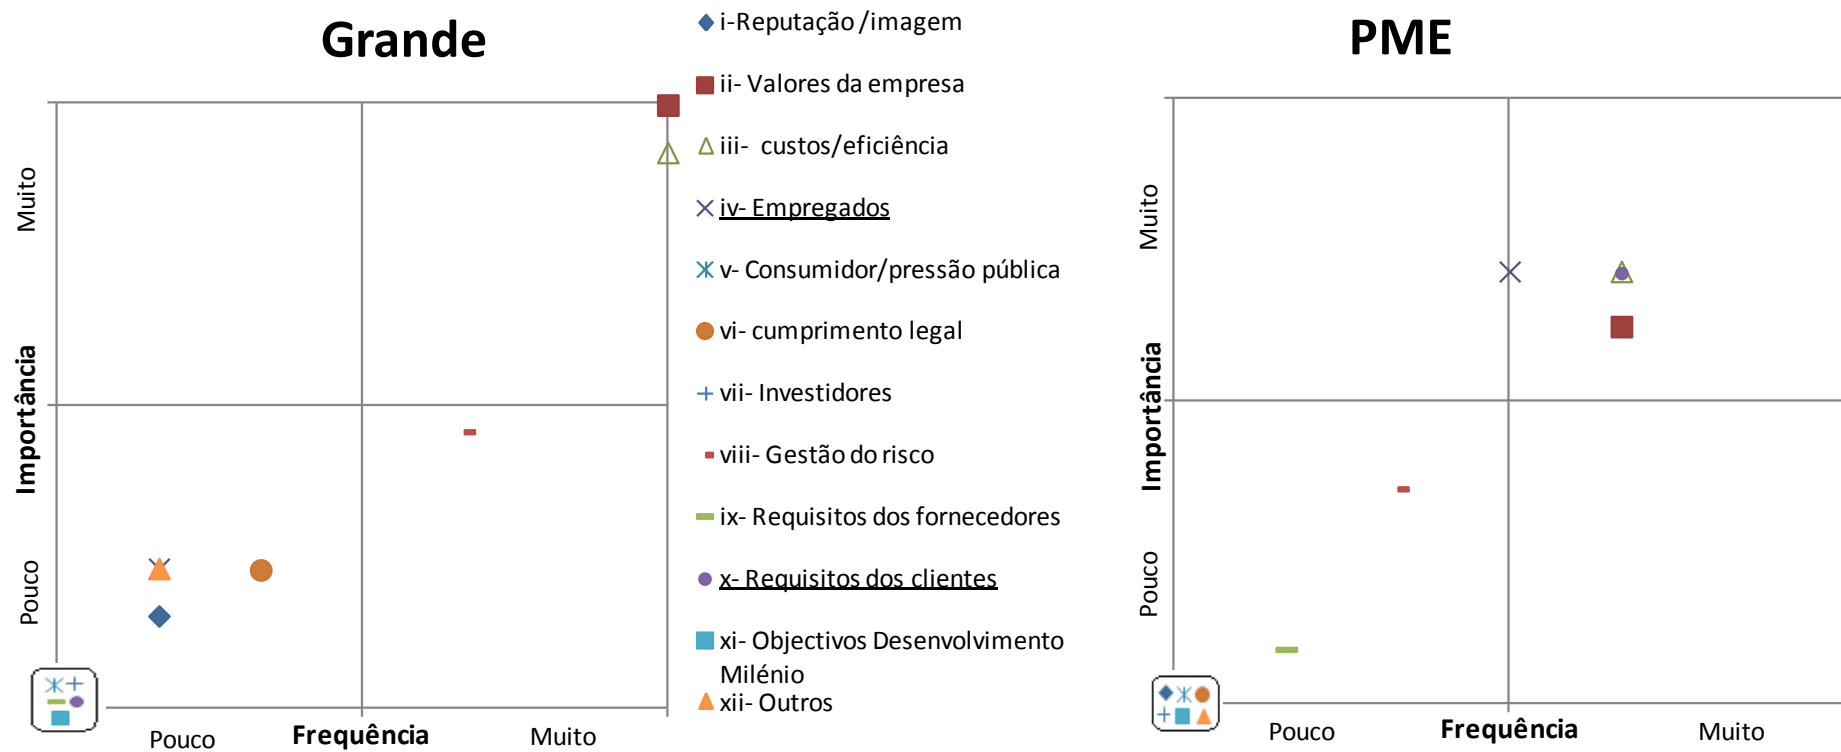 Grande
Muito
Importância
Pouco
Pouco
Frequência
Muito
i-Reputação/imagem
ii- Valores da empresa
iii- custos/eficiência
iv- Empregados
v- Consumidor/pressão pública
vi- cumprimento legal
vii- Investidores
viii- Gestão do risco
ix- Requisitos dos fornecedores
x- Requisitos dos clientes
xi- Objectivos Desenvolvimento
Milénio
xii- Outros
PME
Muito
Importância
Pouco
Pouco
Frequência
Muito